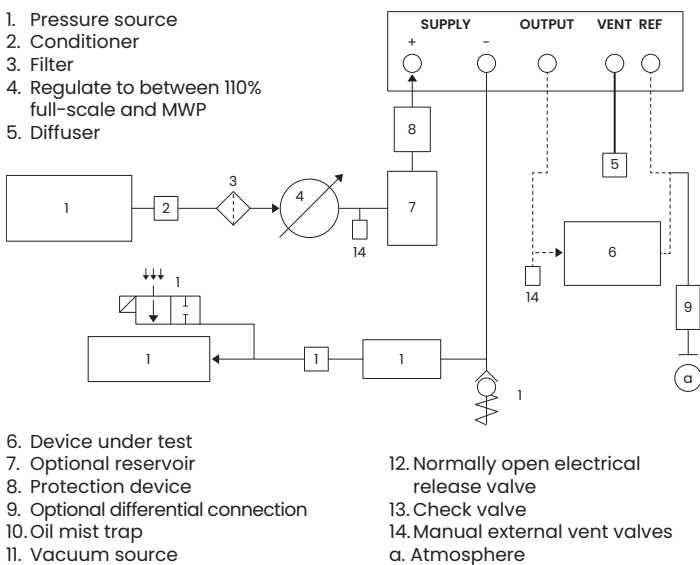 1. Pressure source
2. Conditioner
3. Filter
4. Regulate to between 110%
full-scale and MWP
5. Diffuser
SUPPLY OUTPUT VENT REF
+ -
8
5
3
1 2 4 7 6
14
14
9
1
1 1 1
1
a
6. Device under test
7. Optional reservoir
8. Protection device
9. Optional differential connection
10. Oil mist trap
11. Vacuum source
12. Normally open electrical
release valve
13. Check valve
14. Manual external vent valves
a. Atmosphere